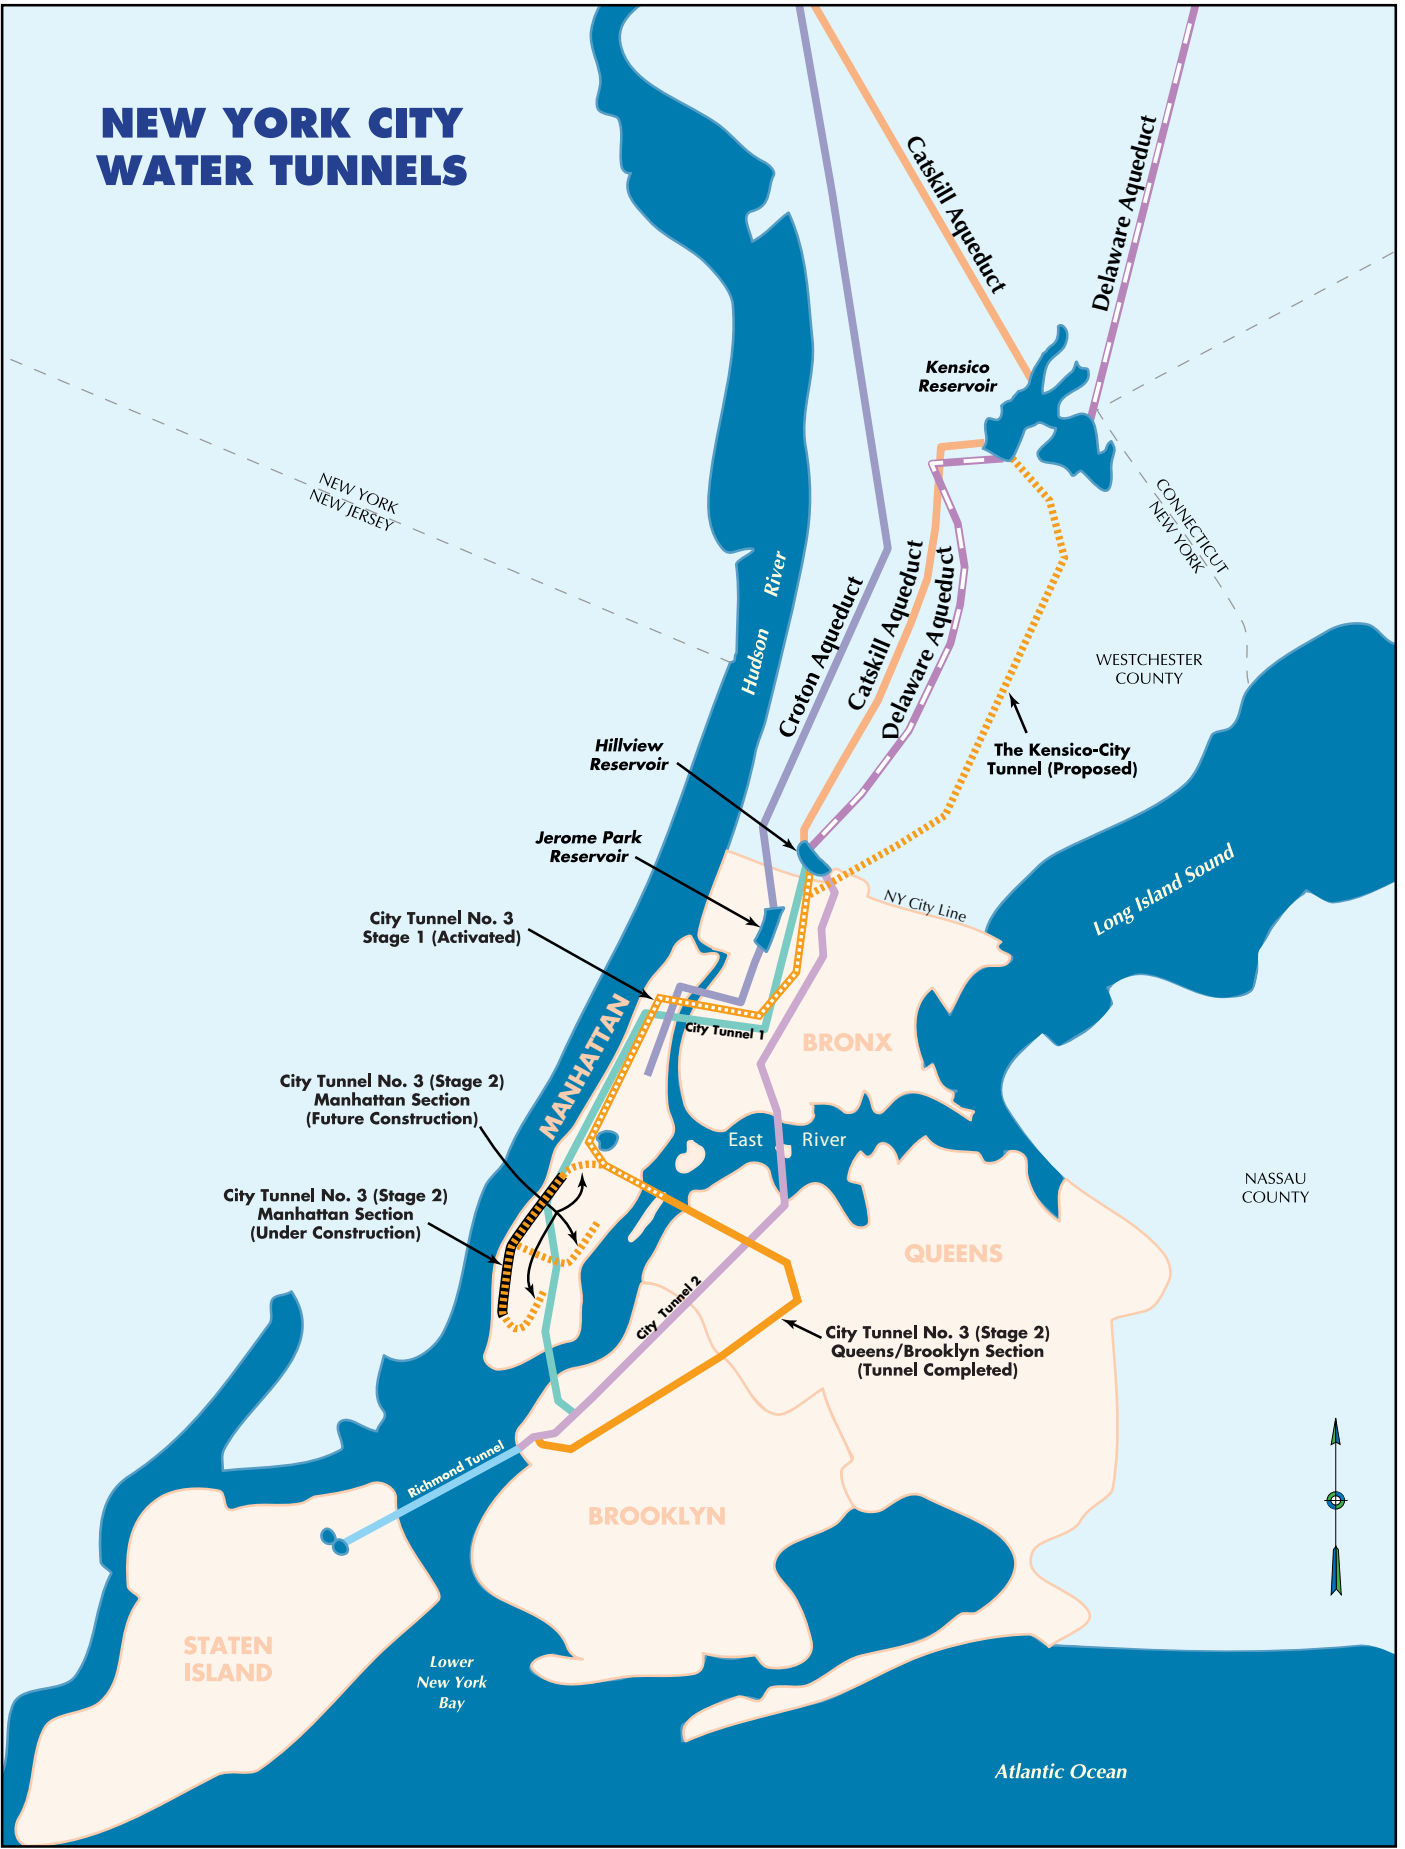 NEW YORK CITY
WATER TUNNELS
Catskill Aqueduct
Delaware Aqueduct
Kensico
Reservoir
NEW YORK
NEW JERSEY
CONNECTICUT
NEW YORK
Hudson River
Croton Aqueduct
Catskill Aqueduct
Delaware Aqueduct
WESTCHESTER
COUNTY
The Kensico-City
Tunnel (Proposed)
Hillview
Reservoir
Jerome Park
Reservoir
NY City Line
Long Island Sound
City Tunnel No. 3
Stage 1 (Activated)
MANHATTAN
City Tunnel 1
BRONX
City Tunnel No. 3 (Stage 2)
Manhattan Section
(Future Construction)
East River
City Tunnel No. 3 (Stage 2)
Manhattan Section
(Under Construction)
NASSAU
COUNTY
QUEENS
City Tunnel 2
City Tunnel No. 3 (Stage 2)
Queens/Brooklyn Section
(Tunnel Completed)
Richmond Tunnel
BROOKLYN
STATEN
ISLAND
Lower
New York
Bay
Atlantic Ocean